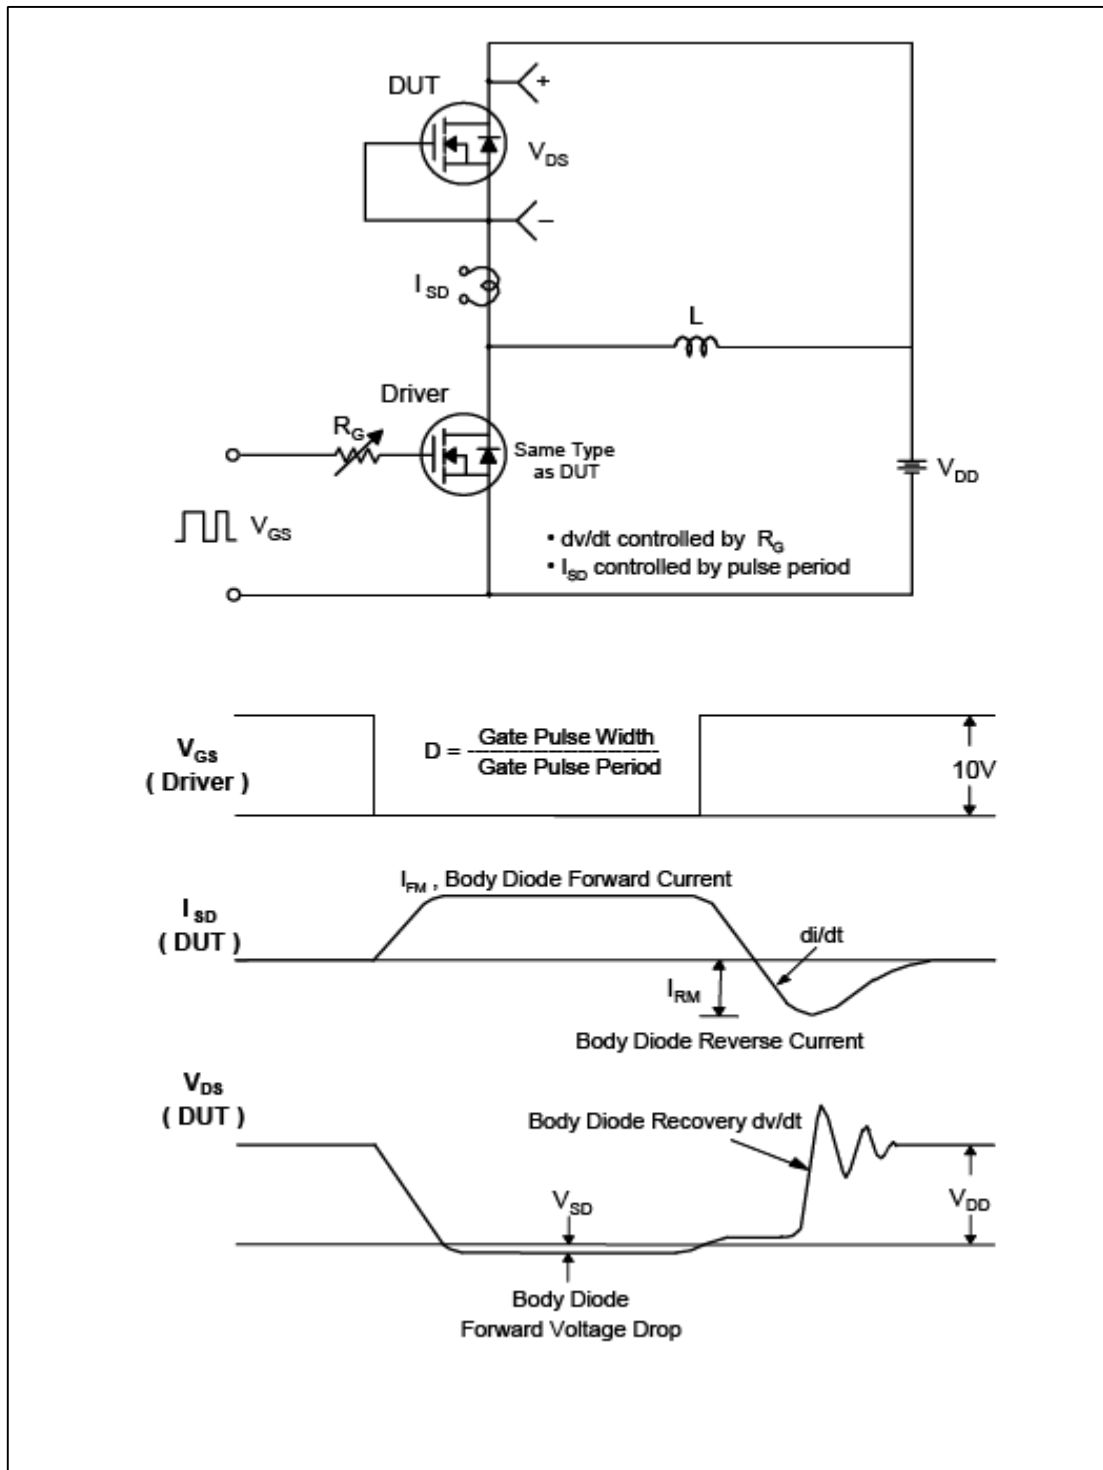 DUT
+
V_DS
–
I_SD
L
Driver
R_G
Same Type
as DUT
V_DD
V_GS
• dv/dt controlled by R_G
• I_SD controlled by pulse period
V_GS
( Driver )
D = Gate Pulse Width
Gate Pulse Period
10V
I_FM , Body Diode Forward Current
I_SD
( DUT )
di/dt
I_RM
Body Diode Reverse Current
V_DS
( DUT )
Body Diode Recovery dv/dt
V_SD
V_DD
Body Diode
Forward Voltage Drop